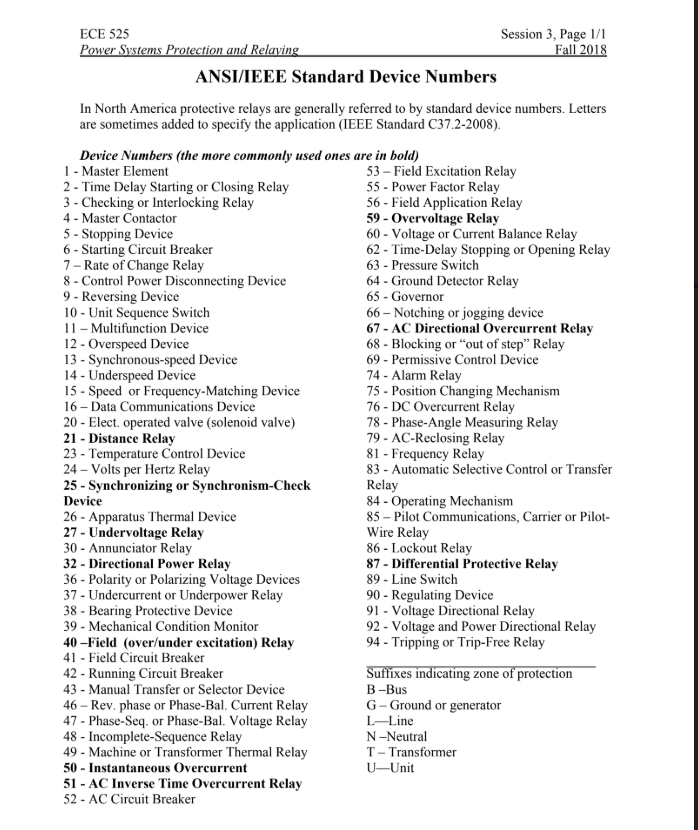 ECE 525
Session 3, Page 1/1
Power Systems Protection and Relaying
Fall 2018
ANSI/IEEE Standard Device Numbers
In North America protective relays are generally referred to by standard device numbers. Letters
are sometimes added to specify the application (IEEE Standard C37.2-2008).
Device Numbers (the more commonly used ones are in bold)
1 - Master Element
2 - Time Delay Starting or Closing Relay
3 - Checking or Interlocking Relay
4 - Master Contactor
5 - Stopping Device
6 - Starting Circuit Breaker
7 – Rate of Change Relay
8 - Control Power Disconnecting Device
9 - Reversing Device
10 - Unit Sequence Switch
11 – Multifunction Device
12 - Overspeed Device
13 - Synchronous-speed Device
14 - Underspeed Device
15 - Speed or Frequency-Matching Device
16 – Data Communications Device
20 - Elect. operated valve (solenoid valve)
21 - Distance Relay
23 - Temperature Control Device
24 – Volts per Hertz Relay
25 - Synchronizing or Synchronism-Check
Device
26 - Apparatus Thermal Device
27 - Undervoltage Relay
30 - Annunciator Relay
32 - Directional Power Relay
36 - Polarity or Polarizing Voltage Devices
37 - Undercurrent or Underpower Relay
38 - Bearing Protective Device
39 - Mechanical Condition Monitor
40 –Field (over/under excitation) Relay
41 - Field Circuit Breaker
42 - Running Circuit Breaker
43 - Manual Transfer or Selector Device
46 – Rev. phase or Phase-Bal. Current Relay
47 - Phase-Seq. or Phase-Bal. Voltage Relay
48 - Incomplete-Sequence Relay
49 - Machine or Transformer Thermal Relay
50 - Instantaneous Overcurrent
51 - AC Inverse Time Overcurrent Relay
52 - AC Circuit Breaker
53 – Field Excitation Relay
55 - Power Factor Relay
56 - Field Application Relay
59 - Overvoltage Relay
60 - Voltage or Current Balance Relay
62 - Time-Delay Stopping or Opening Relay
63 - Pressure Switch
64 - Ground Detector Relay
65 - Governor
66 – Notching or jogging device
67 - AC Directional Overcurrent Relay
68 - Blocking or “out of step” Relay
69 - Permissive Control Device
74 - Alarm Relay
75 - Position Changing Mechanism
76 - DC Overcurrent Relay
78 - Phase-Angle Measuring Relay
79 - AC-Reclosing Relay
81 - Frequency Relay
83 - Automatic Selective Control or Transfer
Relay
84 - Operating Mechanism
85 – Pilot Communications, Carrier or Pilot-
Wire Relay
86 - Lockout Relay
87 - Differential Protective Relay
89 - Line Switch
90 - Regulating Device
91 - Voltage Directional Relay
92 - Voltage and Power Directional Relay
94 - Tripping or Trip-Free Relay
Suffixes indicating zone of protection
B –Bus
G – Ground or generator
L—Line
N –Neutral
T – Transformer
U—Unit